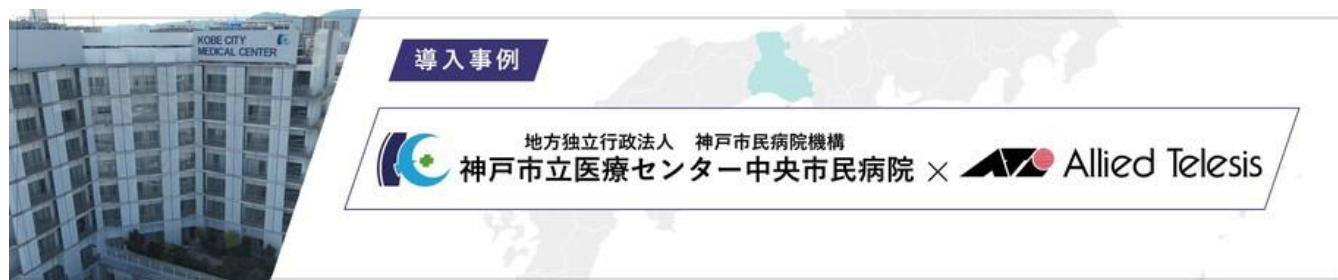 KOBE CITY
MEDICAL CENTER
導入事例
地方独立行政法人 神戸市民病院機構
神戸市立医療センター中央市民病院 × Allied Telesis